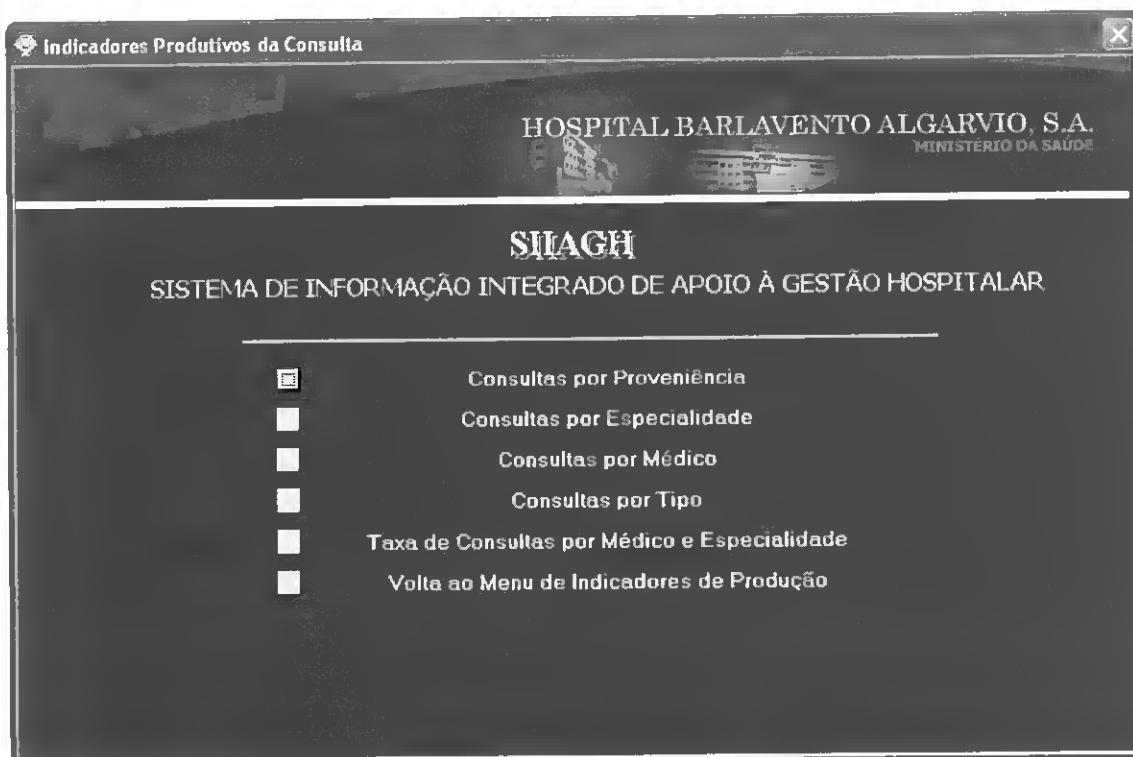 Indicadores Produtivos da Consulta
HOSPITAL BARLAVENTO ALGARVIO, S.A.
MINISTÉRIO DA SAÚDE
SIIAGH
SISTEMA DE INFORMAÇÃO INTEGRADO DE APOIO À GESTÃO HOSPITALAR
Consultas por Proveniência
Consultas por Especialidade
Consultas por Médico
Consultas por Tipo
Taxa de Consultas por Médico e Especialidade
Volta ao Menu de Indicadores de Produção